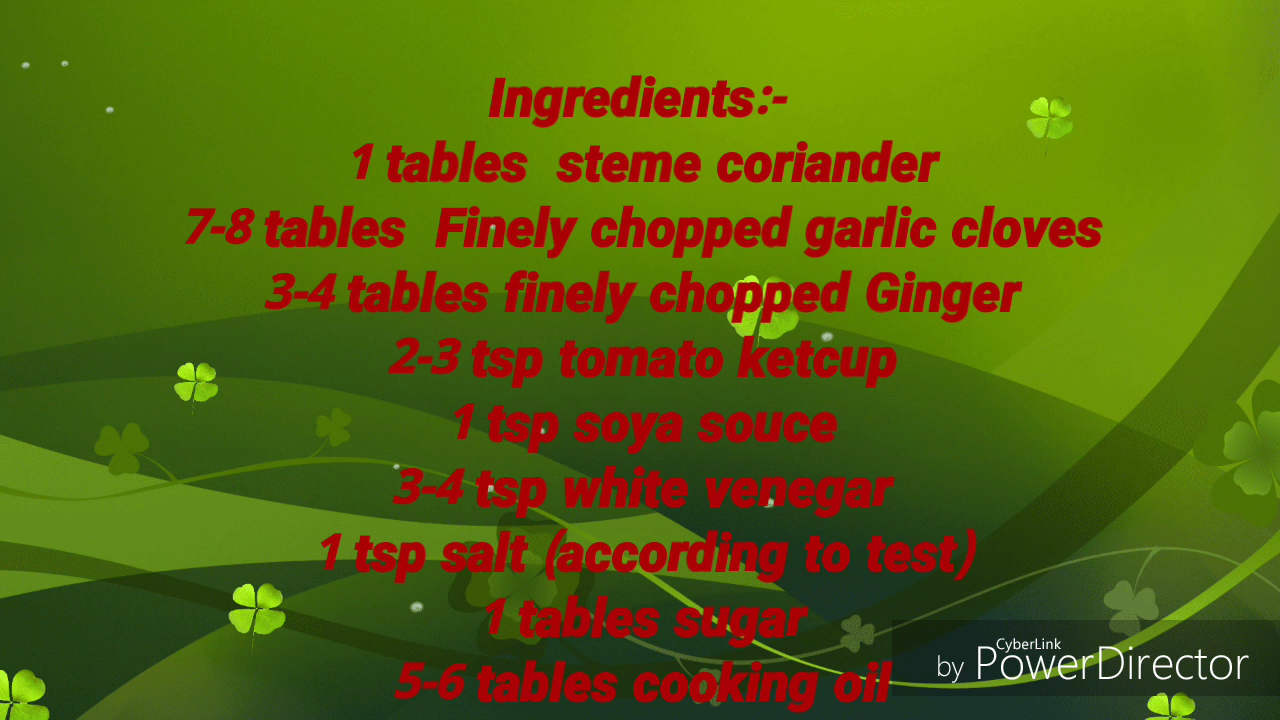 Ingredients:-
1 tables steme coriander
7-8 tables Finely chopped garlic cloves
3-4 tables finely chopped Ginger
2-3 tsp tomato ketcup
1 tsp soya souce
3-4 tsp white venegar
1 tsp salt (according to test)
1 tables sugar
5-6 tables cooking oil
CyberLink
by PowerDirector